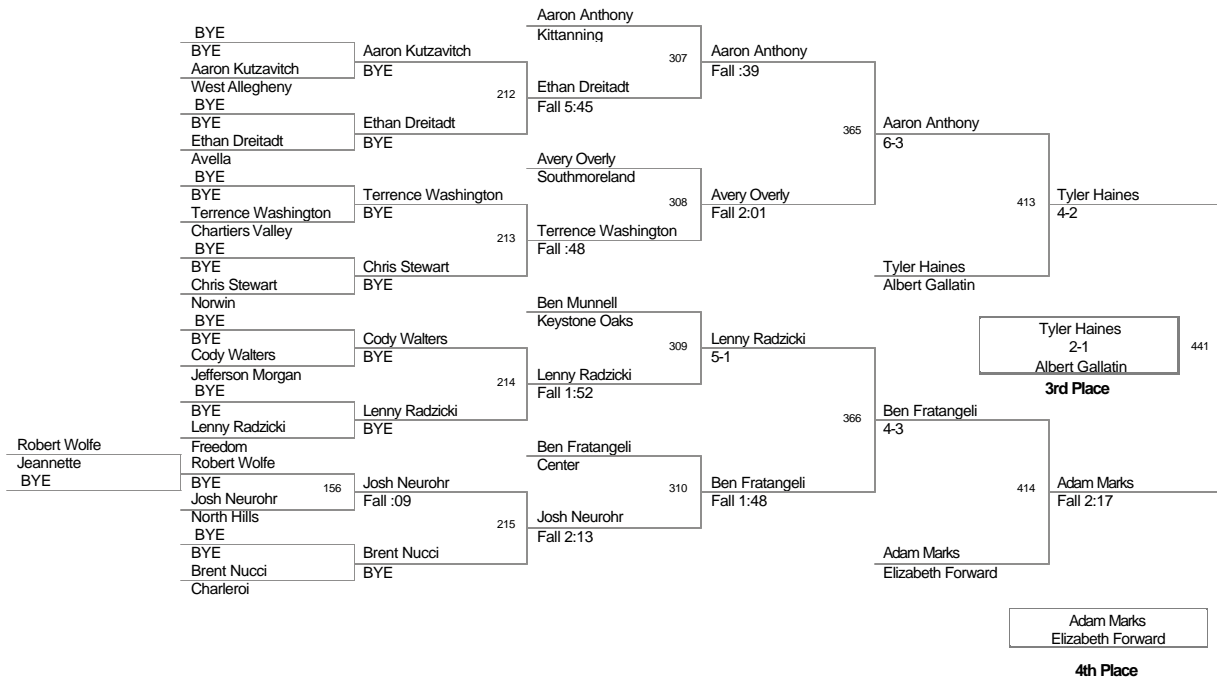 Robert Wolfe
Jeannette
BYE
BYE
BYE
Aaron Kutzavitch
West Allegheny
BYE
BYE
Ethan Dreitadt
Avella
BYE
BYE
Terrence Washington
Chartiers Valley
BYE
BYE
Chris Stewart
Norwin
BYE
BYE
Cody Walters
Jefferson Morgan
BYE
BYE
Lenny Radzicki
Freedom
Robert Wolfe
BYE
Josh Neurohr
North Hills
BYE
BYE
Brent Nucci
Charleroi
156
Aaron Kutzavitch
BYE
Ethan Dreitadt
BYE
Terrence Washington
BYE
Chris Stewart
BYE
Cody Walters
BYE
Lenny Radzicki
BYE
Josh Neurohr
Fall :09
Brent Nucci
BYE
212
213
214
215
Aaron Anthony
Kittanning
Ethan Dreitadt
Fall 5:45
Avery Overly
Southmoreland
Terrence Washington
Fall :48
Ben Munnell
Keystone Oaks
Lenny Radzicki
Fall 1:52
Ben Fratangeli
Center
Josh Neurohr
Fall 2:13
307
308
309
310
Aaron Anthony
Fall :39
Avery Overly
Fall 2:01
Lenny Radzicki
5-1
Ben Fratangeli
Fall 1:48
365
366
Aaron Anthony
6-3
Tyler Haines
Albert Gallatin
Ben Fratangeli
4-3
Adam Marks
Elizabeth Forward
413
414
Tyler Haines
4-2
Adam Marks
Fall 2:17
Tyler Haines
2-1
Albert Gallatin
441
3rd Place
Adam Marks
Elizabeth Forward
4th Place